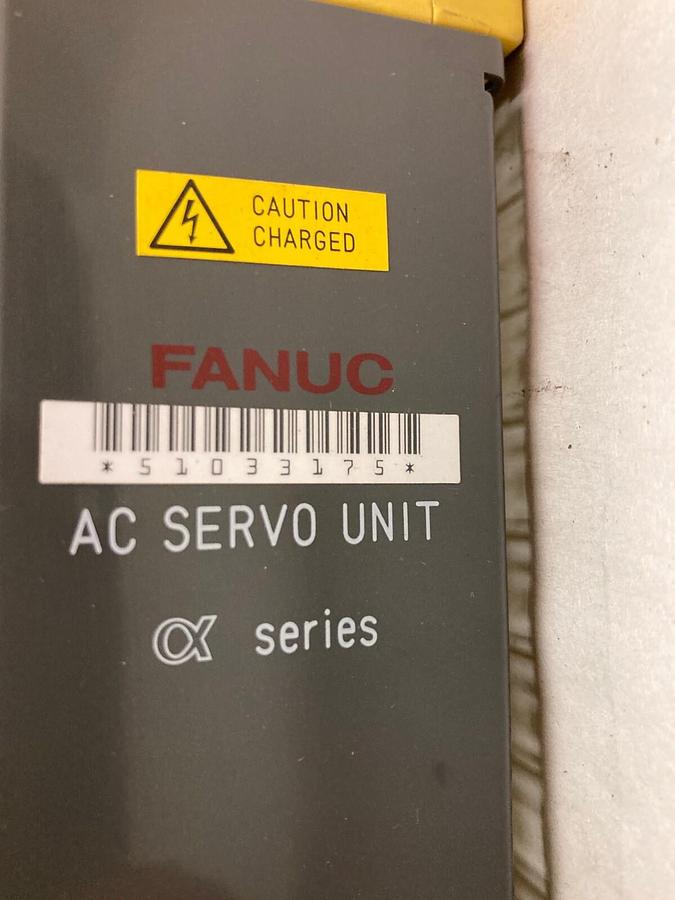 CAUTION
CHARGED
FANUC
*51033175*
AC SERVO UNIT
α series